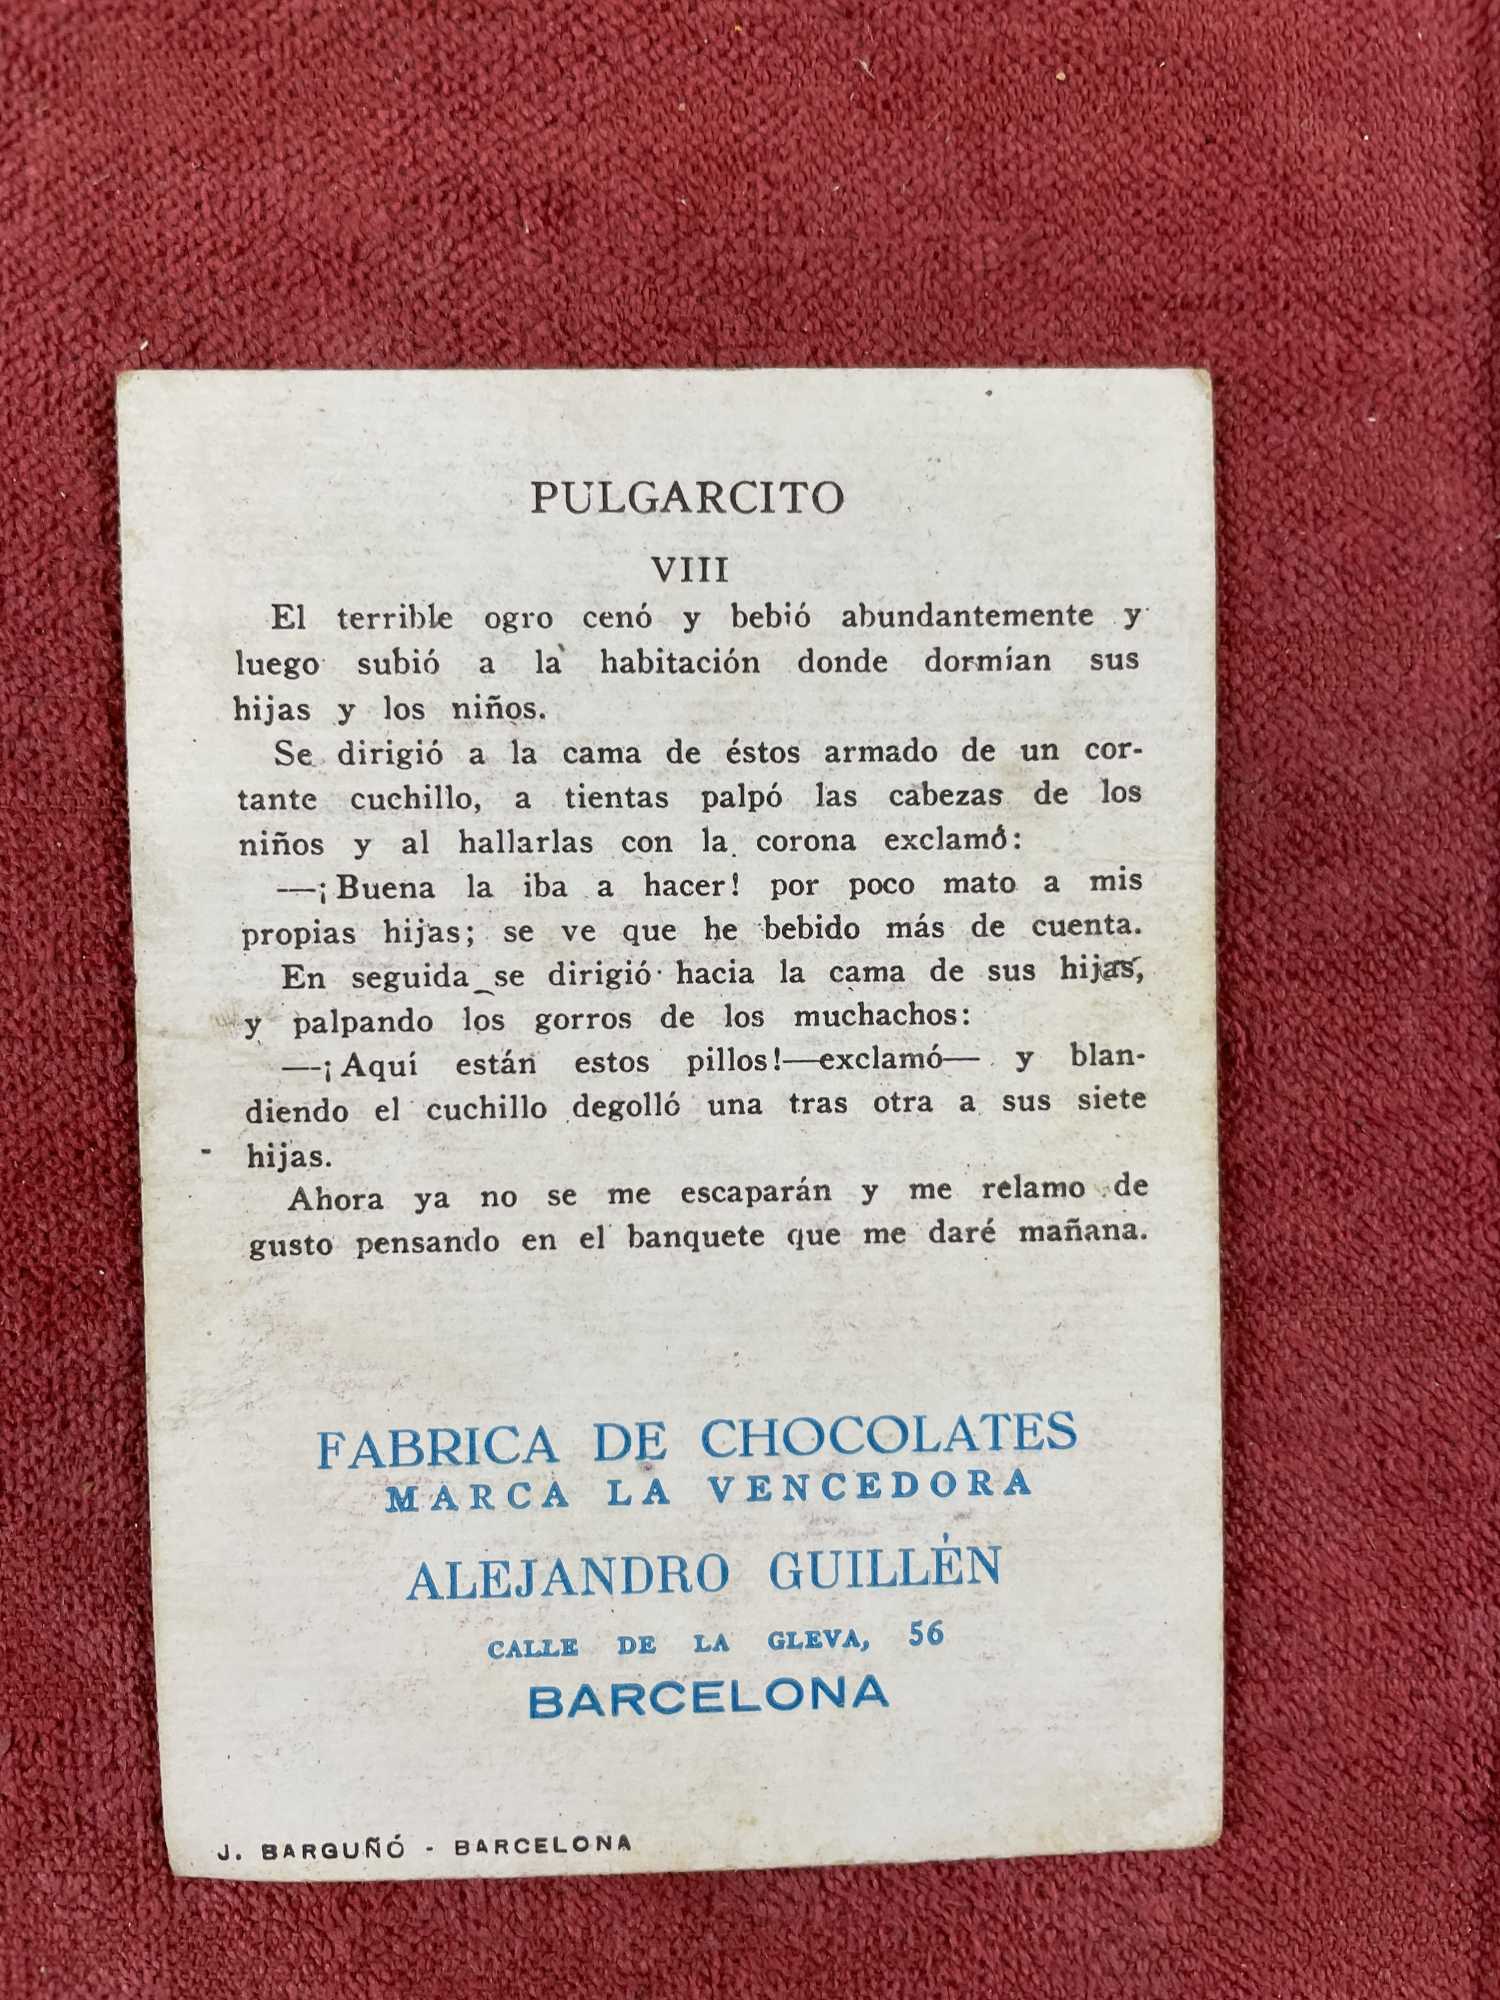 PULGARCITO
VIII
El terrible ogro cenó y bebió abundantemente y
luego subió a la habitación donde dormían sus
hijas y los niños.
Se dirigió a la cama de éstos armado de un cor-
tante cuchillo, a tientas palpó las cabezas de los
niños y al hallarlas con la corona exclamó:
—¡Buena la iba a hacer! por poco mato a mis
propias hijas; se ve que he bebido más de cuenta.
En seguida se dirigió hacia la cama de sus hijas,
y palpando los gorros de los muchachos:
—¡Aquí están estos pillos!—exclamó— y blan-
diendo el cuchillo degolló una tras otra a sus siete
hijas.
Ahora ya no se me escaparán y me relamo de
gusto pensando en el banquete que me daré mañana.
FABRICA DE CHOCOLATES
MARCA LA VENCEDORA
ALEJANDRO GUILLÉN
CALLE DE LA GLEVA, 56
BARCELONA
J. BARGUÑÓ - BARCELONA